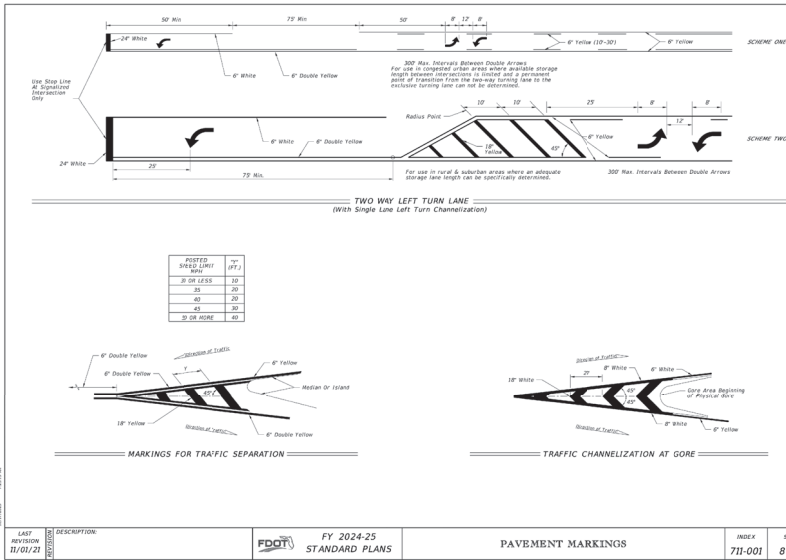 50' Min
75' Min
50'
8' 12' 8'
24" White
6" White
6" Double Yellow
6" Yellow (10'-30')
6" Yellow
SCHEME ONE
300' Max. Intervals Between Double Arrows
For use in congested urban areas where available storage
length between intersections is limited and a permanent
point of transition from the two-way turning lane to the
exclusive turning lane can not be determined.
Use Stop Line
At Signalized
Intersection
Only
10' 10' 25' 8' 8'
12'
Radius Point
6" White
6" Double Yellow
18"
Yellow
45°
6" Yellow
SCHEME TWO
24" White
25'
75' Min.
For use in rural & suburban areas where an adequate
storage lane length can be specifically determined.
300' Max. Intervals Between Double Arrows
TWO WAY LEFT TURN LANE
(With Single Lane Left Turn Channelization)
POSTED
SPEED LIMIT
MPH
"Y"
(FT.)
30 OR LESS 10
35 20
40 20
45 30
50 OR MORE 40
6" Double Yellow
Direction of Traffic
6" Yellow
6" Double Yellow
Y
45°
Median Or Island
18" Yellow
Direction of Traffic
6" Double Yellow
MARKINGS FOR TRAFFIC SEPARATION
Direction of Traffic
8" White
6" White
18" White
45°
45°
Gore Area Beginning
of Physical Gore
8" White
6" Yellow
Direction of Traffic
TRAFFIC CHANNELIZATION AT GORE
LAST
REVISION
11/01/21
REVISION
DESCRIPTION:
FDOT
FY 2024-25
STANDARD PLANS
PAVEMENT MARKINGS
INDEX
711-001
8